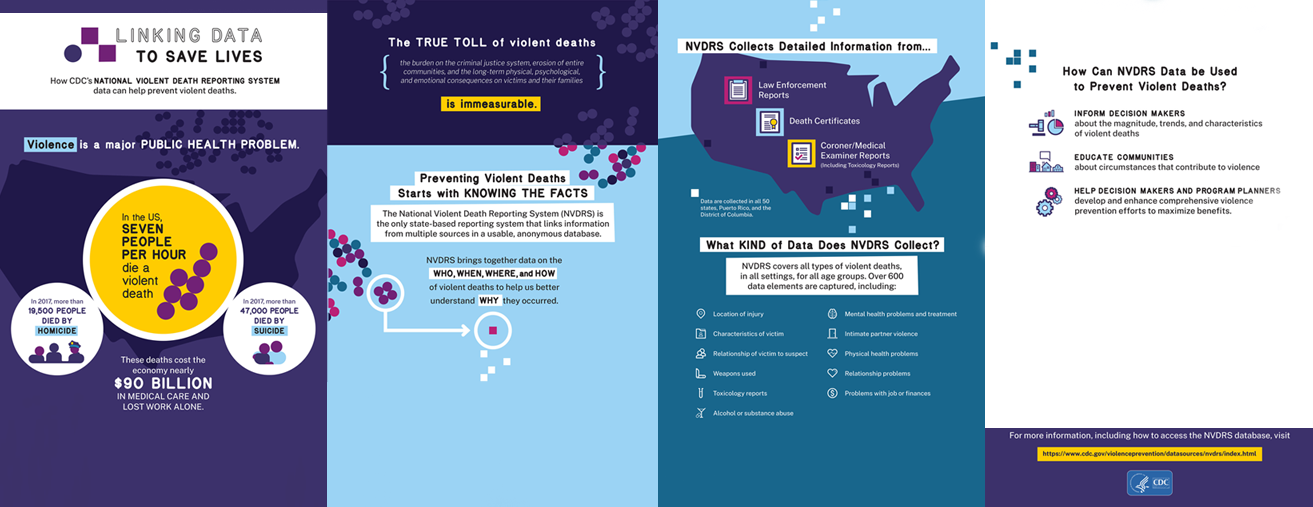 LINKING DATA
TO SAVE LIVES
How CDC's NATIONAL VIOLENT DEATH REPORTING SYSTEM
data can help prevent violent deaths.
Violence is a major PUBLIC HEALTH PROBLEM.
In the US,
SEVEN
PEOPLE
PER HOUR
die a
violent
death
In 2017, more than
19,500 PEOPLE
DIED BY
HOMICIDE
In 2017, more than
47,000 PEOPLE
DIED BY
SUICIDE
These deaths cost the
economy nearly
$90 BILLION
IN MEDICAL CARE AND
LOST WORK ALONE.
The TRUE TOLL of violent deaths
the burden on the criminal justice system, erosion of entire
communities, and the long-term physical, psychological,
and emotional consequences on victims and their families
is immeasurable.
Preventing Violent Deaths
Starts with KNOWING THE FACTS
The National Violent Death Reporting System (NVDRS) is
the only state-based reporting system that links information
from multiple sources in a usable, anonymous database.
NVDRS brings together data on the
WHO, WHEN, WHERE, and HOW
of violent deaths to help us better
understand WHY they occurred.
NVDRS Collects Detailed Information from...
Law Enforcement
Reports
Death Certificates
Coroner/Medical
Examiner Reports
(Including Toxicology Reports)
Data are collected in all 50
states, Puerto Rico, and the
District of Columbia.
What KIND of Data Does NVDRS Collect?
NVDRS covers all types of violent deaths,
in all settings, for all age groups. Over 600
data elements are captured, including:
Location of injury
Characteristics of victim
Relationship of victim to suspect
Weapons used
Toxicology reports
Alcohol or substance abuse
Mental health problems and treatment
Intimate partner violence
Physical health problems
Relationship problems
Problems with job or finances
How Can NVDRS Data be Used
to Prevent Violent Deaths?
INFORM DECISION MAKERS
about the magnitude, trends, and characteristics
of violent deaths
EDUCATE COMMUNITIES
about circumstances that contribute to violence
HELP DECISION MAKERS AND PROGRAM PLANNERS
develop and enhance comprehensive violence
prevention efforts to maximize benefits.
For more information, including how to access the NVDRS database, visit
https://www.cdc.gov/violenceprevention/datasources/nvdrs/index.html
CDC